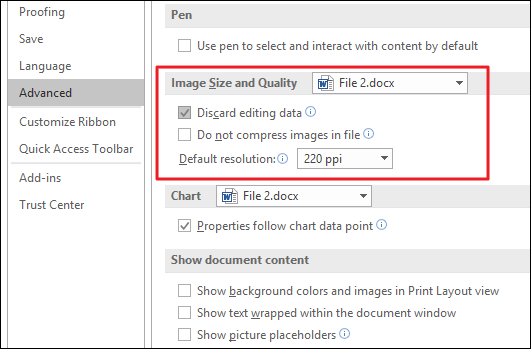 Proofing
Save
Language
Advanced
Customize Ribbon
Quick Access Toolbar
Add-ins
Trust Center
Pen
Use pen to select and interact with content by default
Image Size and Quality File 2.docx
Discard editing data
Do not compress images in file
Default resolution: 220 ppi
Chart File 2.docx
Properties follow chart data point
Show document content
Show background colors and images in Print Layout view
Show text wrapped within the document window
Show picture placeholders